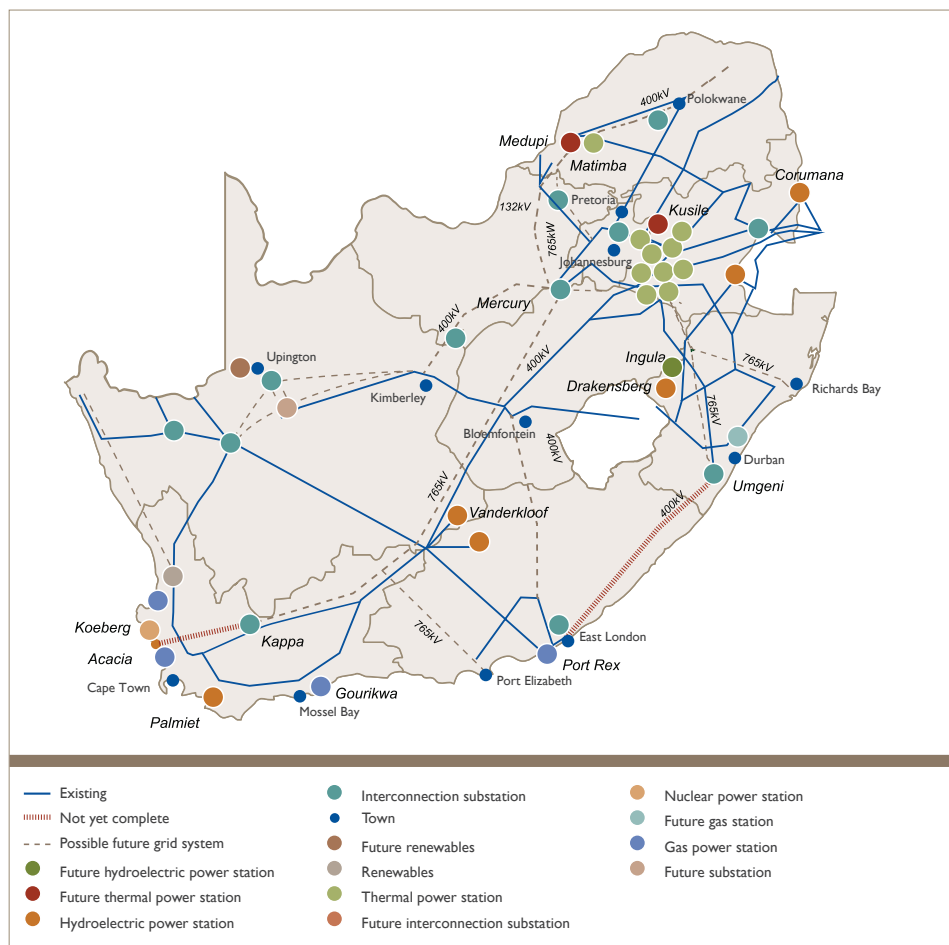 400kV
Polokwane
Medupi
Matimba
Corumana
132kV
Pretoria
Kusile
765kW
Johannesburg
Mercury
400kV
400kV
Ingula
765kV
Upington
Kimberley
Drakensberg
Richards Bay
765kV
Bloemfontein
400kV
Durban
Umgeni
765kV
400kV
Vanderkloof
Koeberg
Kappa
765kV
East London
Acacia
Port Rex
Cape Town
Gourikwa
Port Elizabeth
Palmiet
Mossel Bay
Existing
Not yet complete
Possible future grid system
Future hydroelectric power station
Future thermal power station
Hydroelectric power station
Interconnection substation
Town
Future renewables
Renewables
Thermal power station
Future interconnection substation
Nuclear power station
Future gas station
Gas power station
Future substation